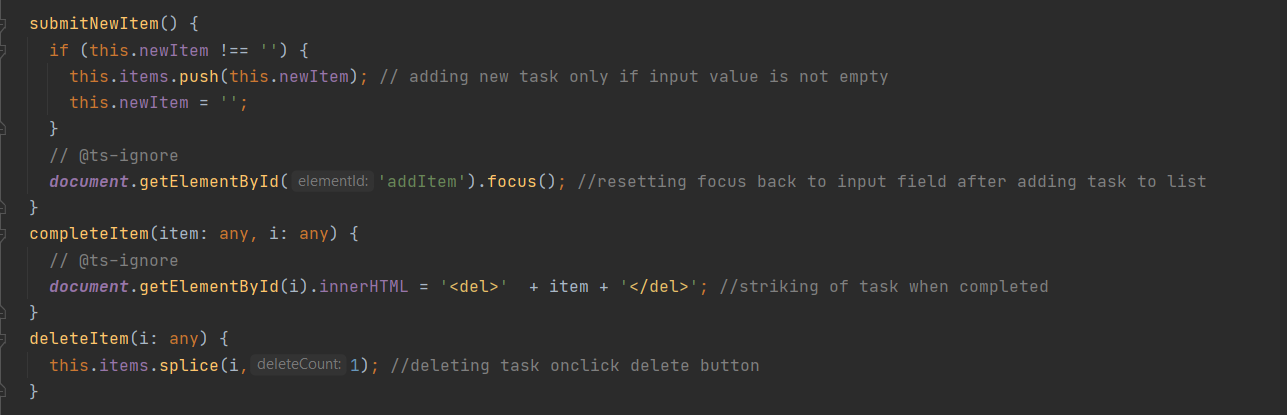 submitNewItem() {
if (this.newItem !== '') {
this.items.push(this.newItem); // adding new task only if input value is not empty
this.newItem = '';
}
// @ts-ignore
document.getElementById( elementId: 'addItem').focus(); //resetting focus back to input field after adding task to list
}
completeItem(item: any, i: any) {
// @ts-ignore
document.getElementById(i).innerHTML = '<del>'  + item + '</del>'; //striking of task when completed
}
deleteItem(i: any) {
this.items.splice(i, deleteCount: 1); //deleting task onclick delete button
}